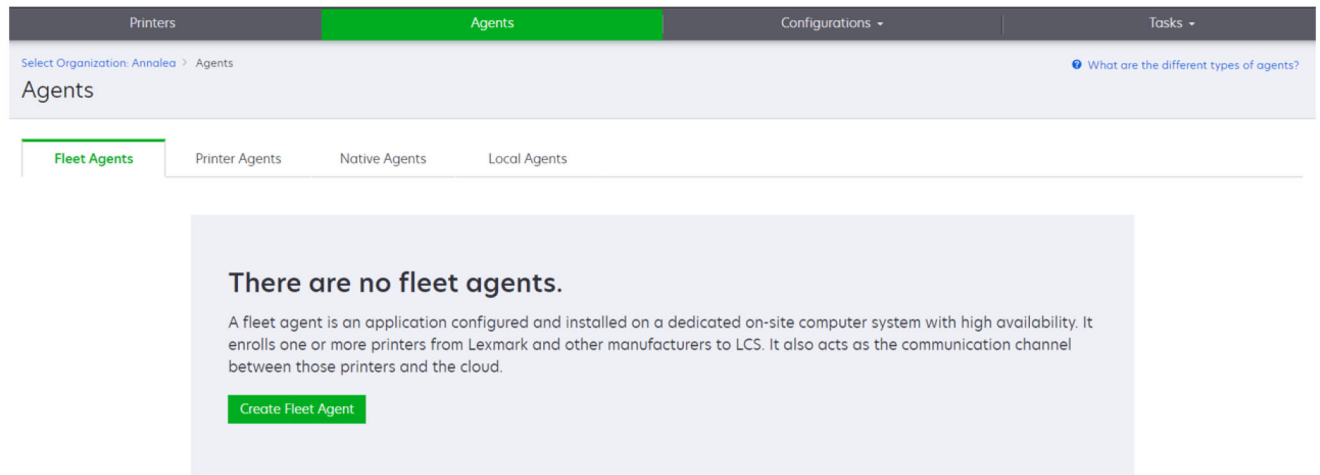 Printers Agents Configurations Tasks
Select Organization: Annalea > Agents What are the different types of agents?
Agents
Fleet Agents Printer Agents Native Agents Local Agents
There are no fleet agents.
A fleet agent is an application configured and installed on a dedicated on-site computer system with high availability. It
enrolls one or more printers from Lexmark and other manufacturers to LCS. It also acts as the communication channel
between those printers and the cloud.
Create Fleet Agent